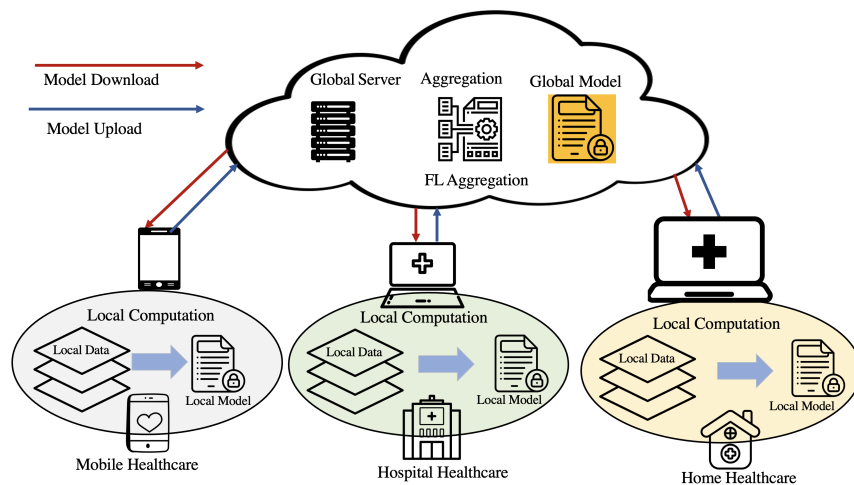 Model Download
Model Upload
Global Server
Aggregation
Global Model
FL Aggregation
Local Computation
Local Data
Local Model
Mobile Healthcare
Local Computation
Local Data
Local Model
Hospital Healthcare
Local Computation
Local Data
Local Model
Home Healthcare